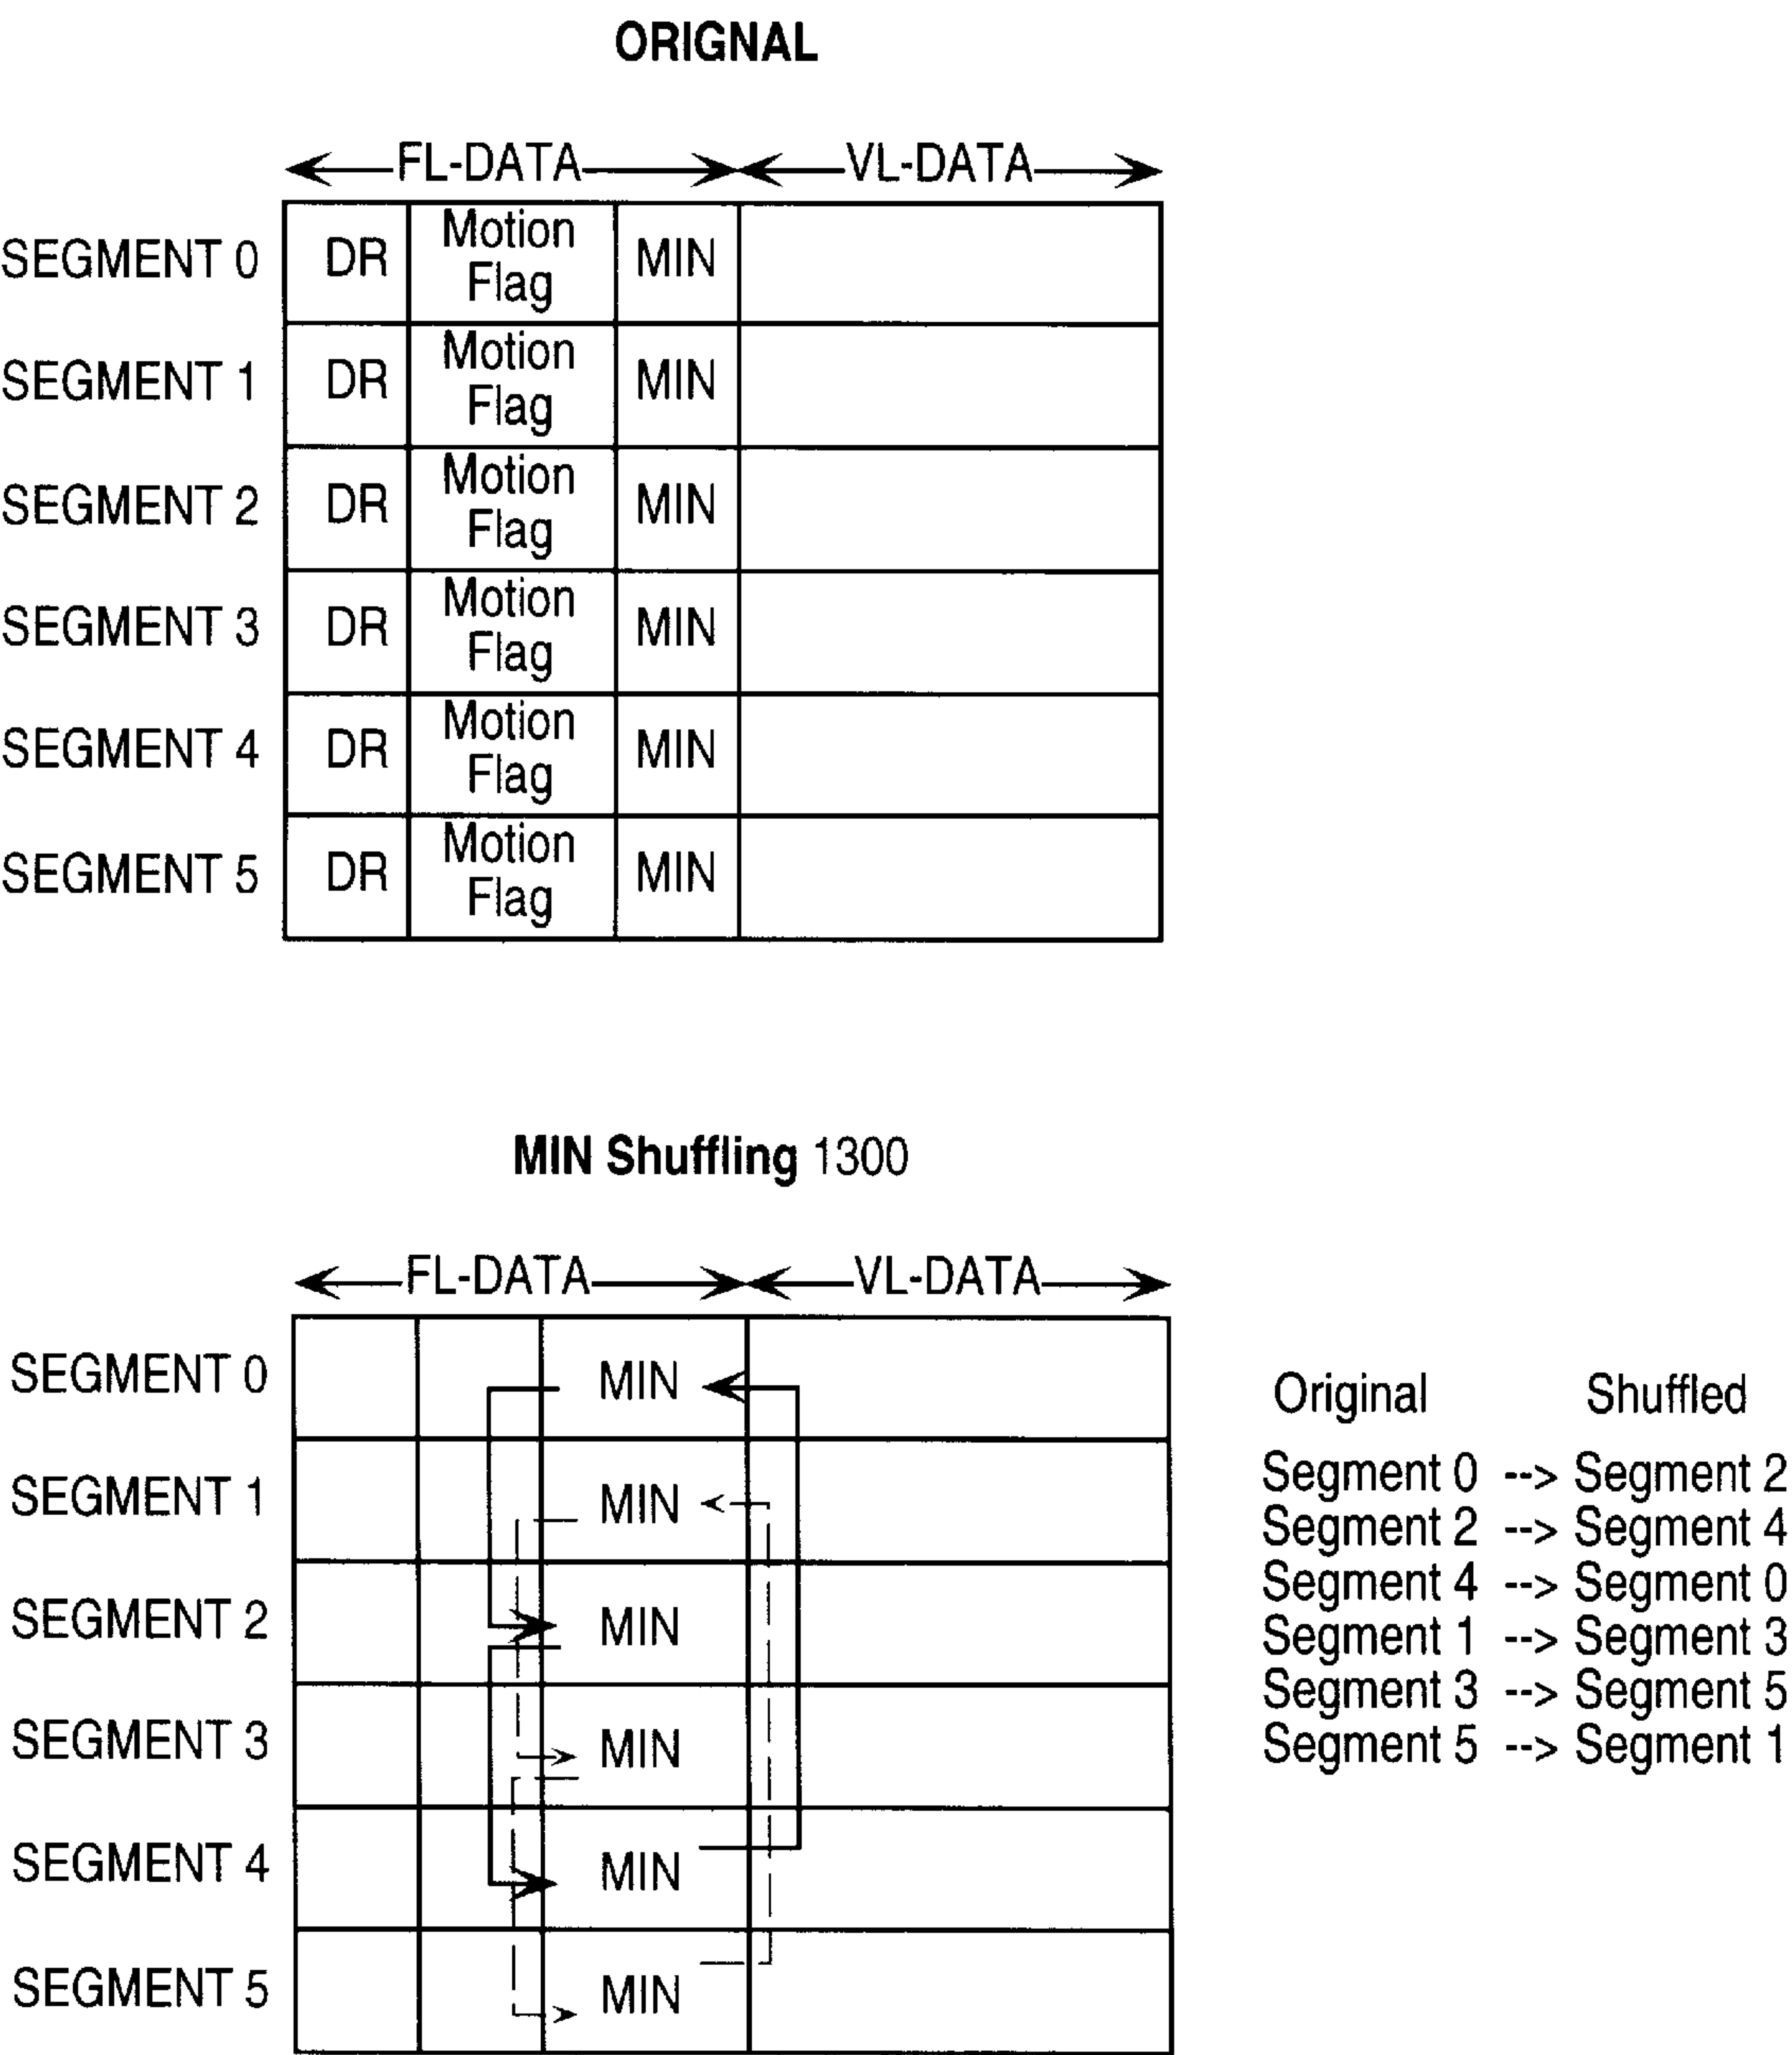 ORIGNAL
FL-DATA VL-DATA
SEGMENT 0 DR Motion Flag MIN
SEGMENT 1 DR Motion Flag MIN
SEGMENT 2 DR Motion Flag MIN
SEGMENT 3 DR Motion Flag MIN
SEGMENT 4 DR Motion Flag MIN
SEGMENT 5 DR Motion Flag MIN
MIN Shuffling 1300
FL-DATA VL-DATA
SEGMENT 0 MIN
SEGMENT 1 MIN
SEGMENT 2 MIN
SEGMENT 3 MIN
SEGMENT 4 MIN
SEGMENT 5 MIN
Original Shuffled
Segment 0 --> Segment 2
Segment 2 --> Segment 4
Segment 4 --> Segment 0
Segment 1 --> Segment 3
Segment 3 --> Segment 5
Segment 5 --> Segment 1